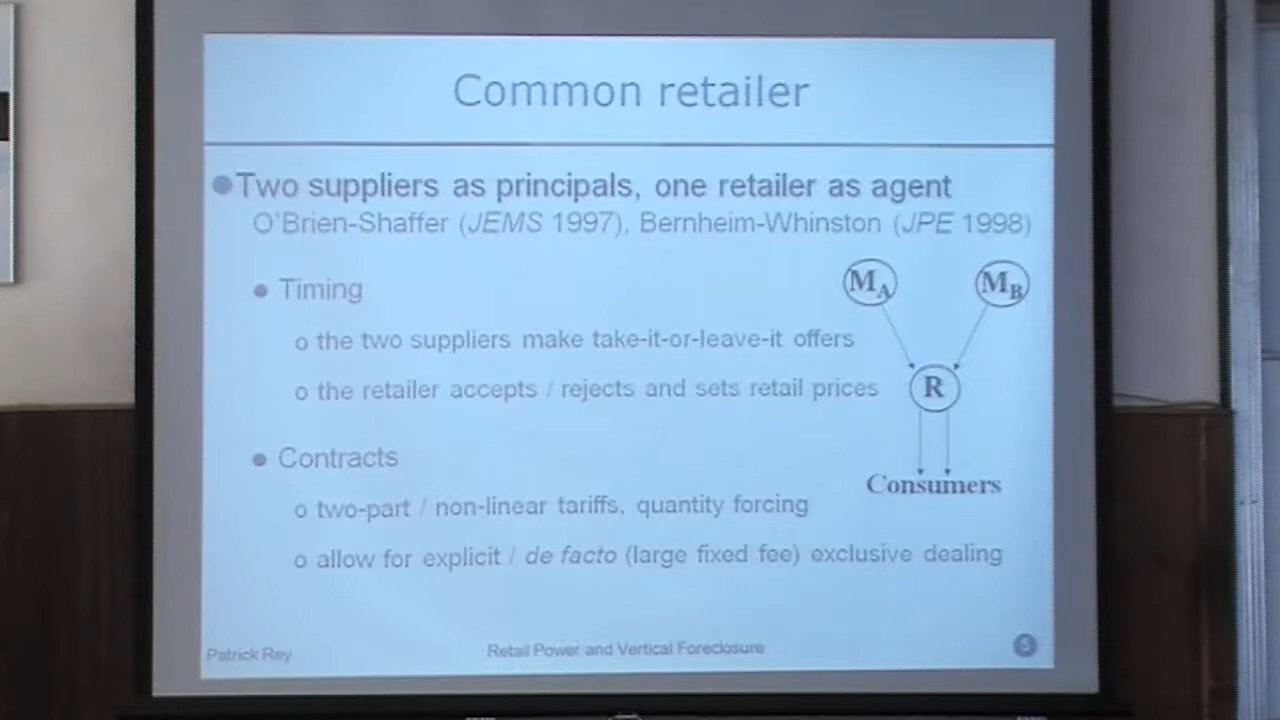 Common retailer
Two suppliers as principals, one retailer as agent
O'Brien-Shaffer (JEMS 1997), Bernheim-Whinston (JPE 1998)
Timing
o the two suppliers make take-it-or-leave-it offers
o the retailer accepts / rejects and sets retail prices
M_A M_B
R
Consumers
Contracts
o two-part / non-linear tariffs, quantity forcing
o allow for explicit / de facto (large fixed fee) exclusive dealing
Patrick Rey
Retail Power and Vertical Foreclosure
5